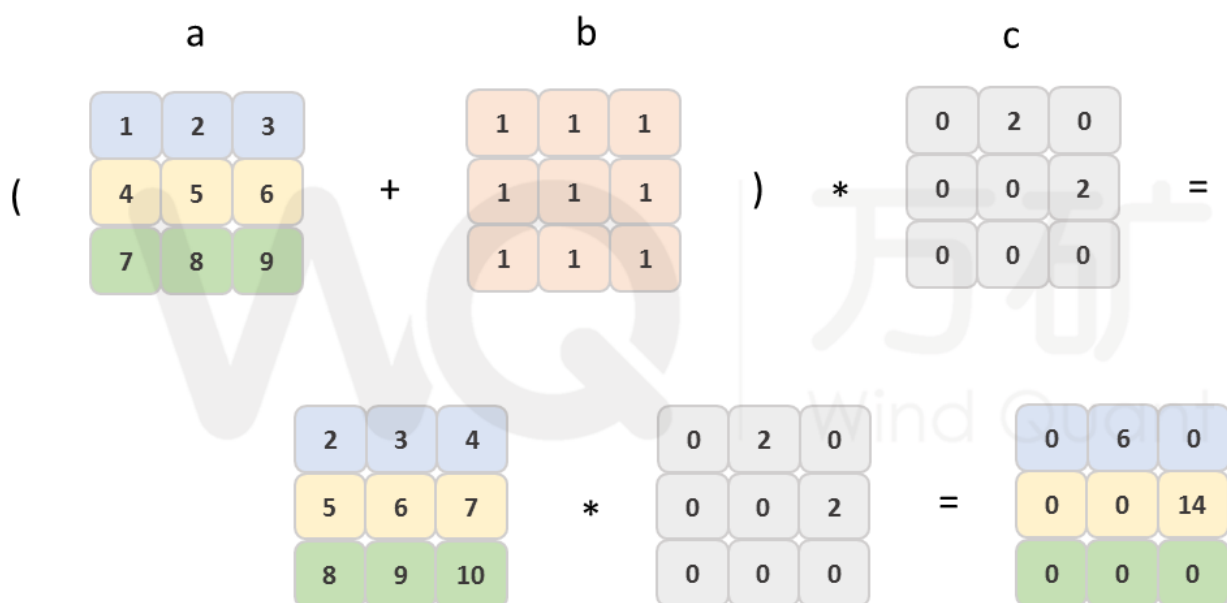 a b c
1 2 3 1 1 1 0 2 0
( 4 5 6 + 1 1 1 ) * 0 0 2 =
7 8 9 1 1 1 0 0 0
WQ 万矿
Wind Quant
2 3 4 0 2 0 0 6 0
5 6 7 * 0 0 2 = 0 0 14
8 9 10 0 0 0 0 0 0